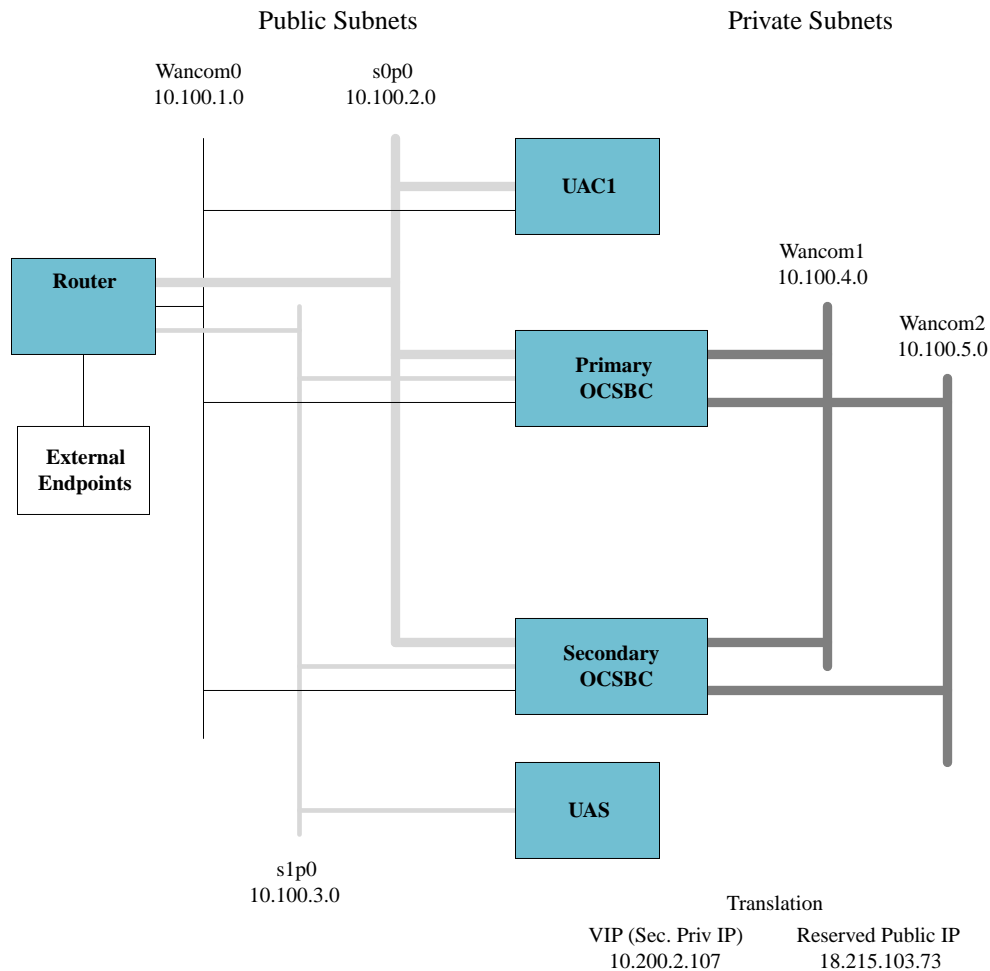 Public Subnets
Private Subnets
Wancom0
10.100.1.0
s0p0
10.100.2.0
UAC1
Wancom1
10.100.4.0
Router
Wancom2
10.100.5.0
Primary
OCSBC
External
Endpoints
Secondary
OCSBC
UAS
s1p0
10.100.3.0
Translation
VIP (Sec. Priv IP)
10.200.2.107
Reserved Public IP
18.215.103.73